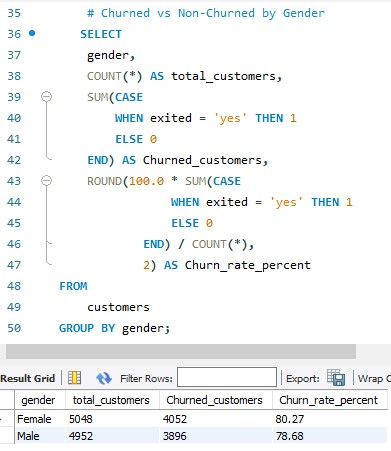 35 # Churned vs Non-Churned by Gender
36 SELECT
37 gender,
38 COUNT(*) AS total_customers,
39 SUM(CASE
40 WHEN exited = 'yes' THEN 1
41 ELSE 0
42 END) AS Churned_customers,
43 ROUND(100.0 * SUM(CASE
44 WHEN exited = 'yes' THEN 1
45 ELSE 0
46 END) / COUNT(*),
47 2) AS Churn_rate_percent
48 FROM
49 customers
50 GROUP BY gender;
Result Grid Filter Rows: Export: Wrap C
gender total_customers Churned_customers Churn_rate_percent
Female 5048 4052 80.27
Male 4952 3896 78.68